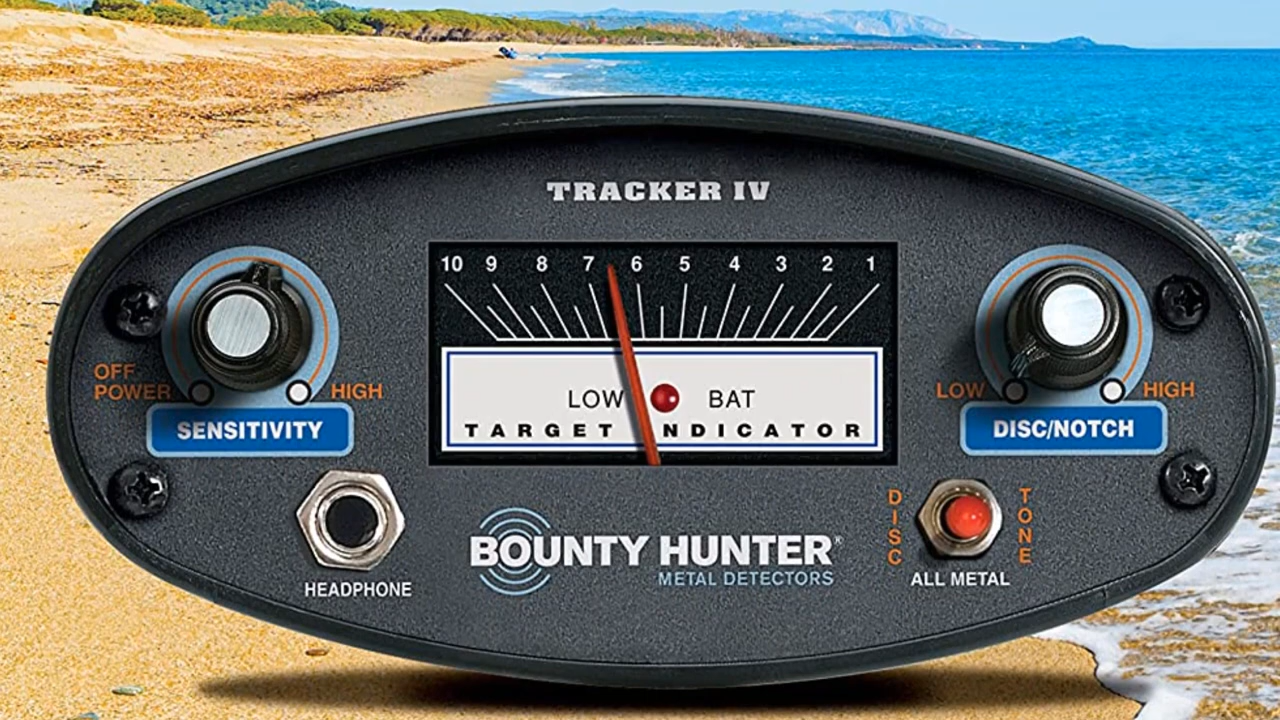 TRACKER IV
10 9 8 7 6 5 4 3 2 1
OFF
POWER
HIGH
SENSITIVITY
LOW BAT
TARGET NDICATOR
LOW
HIGH
DISC/NOTCH
HEADPHONE
BOUNTY HUNTER®
METAL DETECTORS
DISC
TONE
ALL METAL